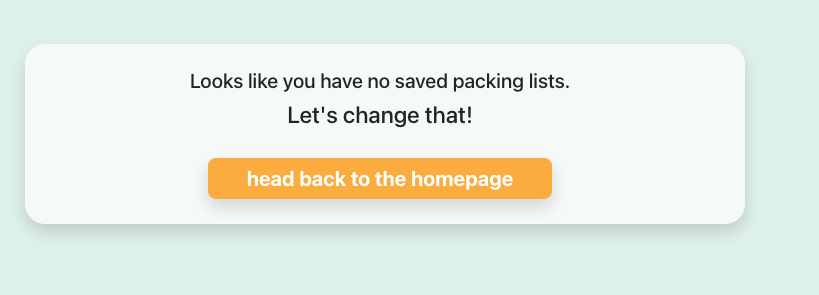 Looks like you have no saved packing lists.
Let's change that!
head back to the homepage